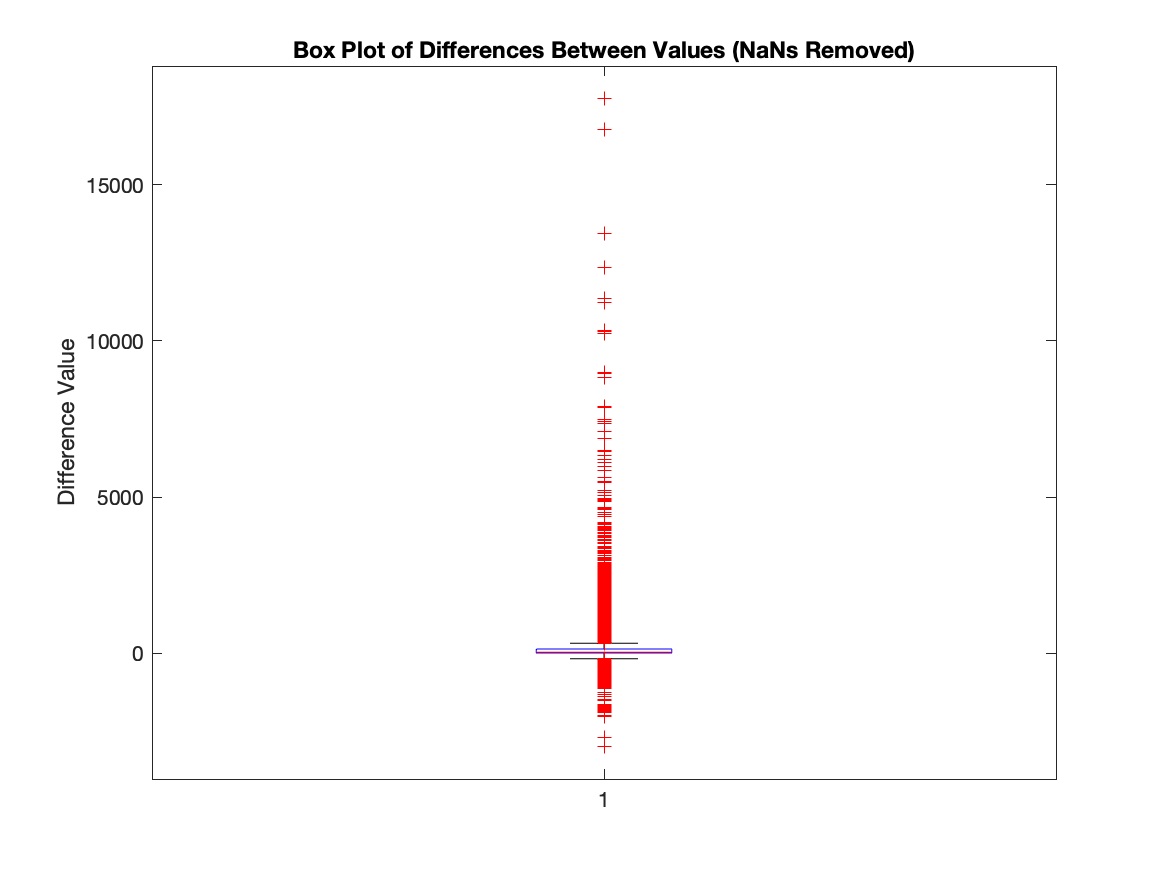 Box Plot of Differences Between Values (NaNs Removed)
Difference Value
15000
10000
5000
0
1